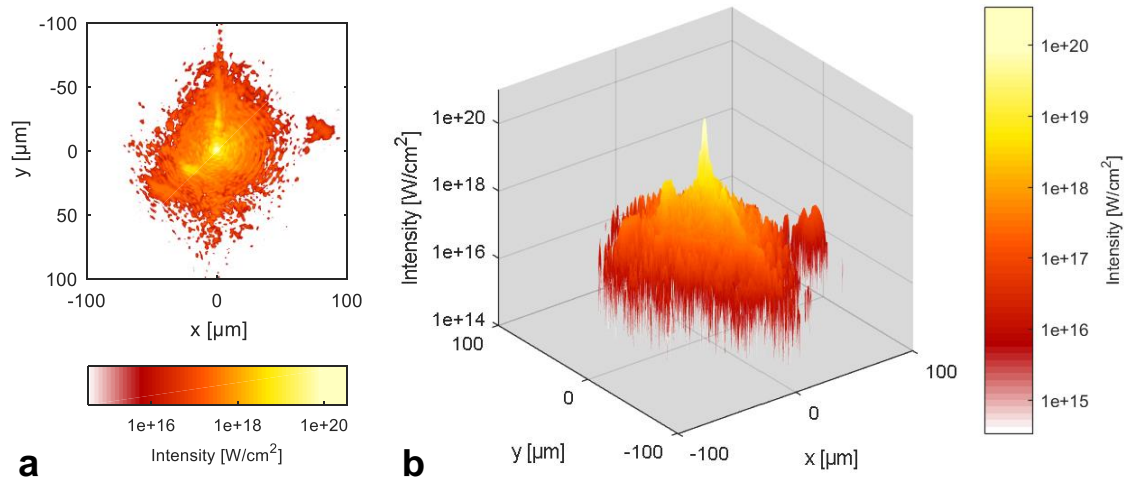 -100
-50
0
50
100
y [µm]
-100 0 100
x [µm]
1e+16 1e+18 1e+20
Intensity [W/cm²]
a
1e+20
1e+18
1e+16
1e+14
Intensity [W/cm²]
100
0
-100
y [µm]
-100
0
100
x [µm]
b
1e+20
1e+19
1e+18
1e+17
1e+16
1e+15
Intensity [W/cm²]